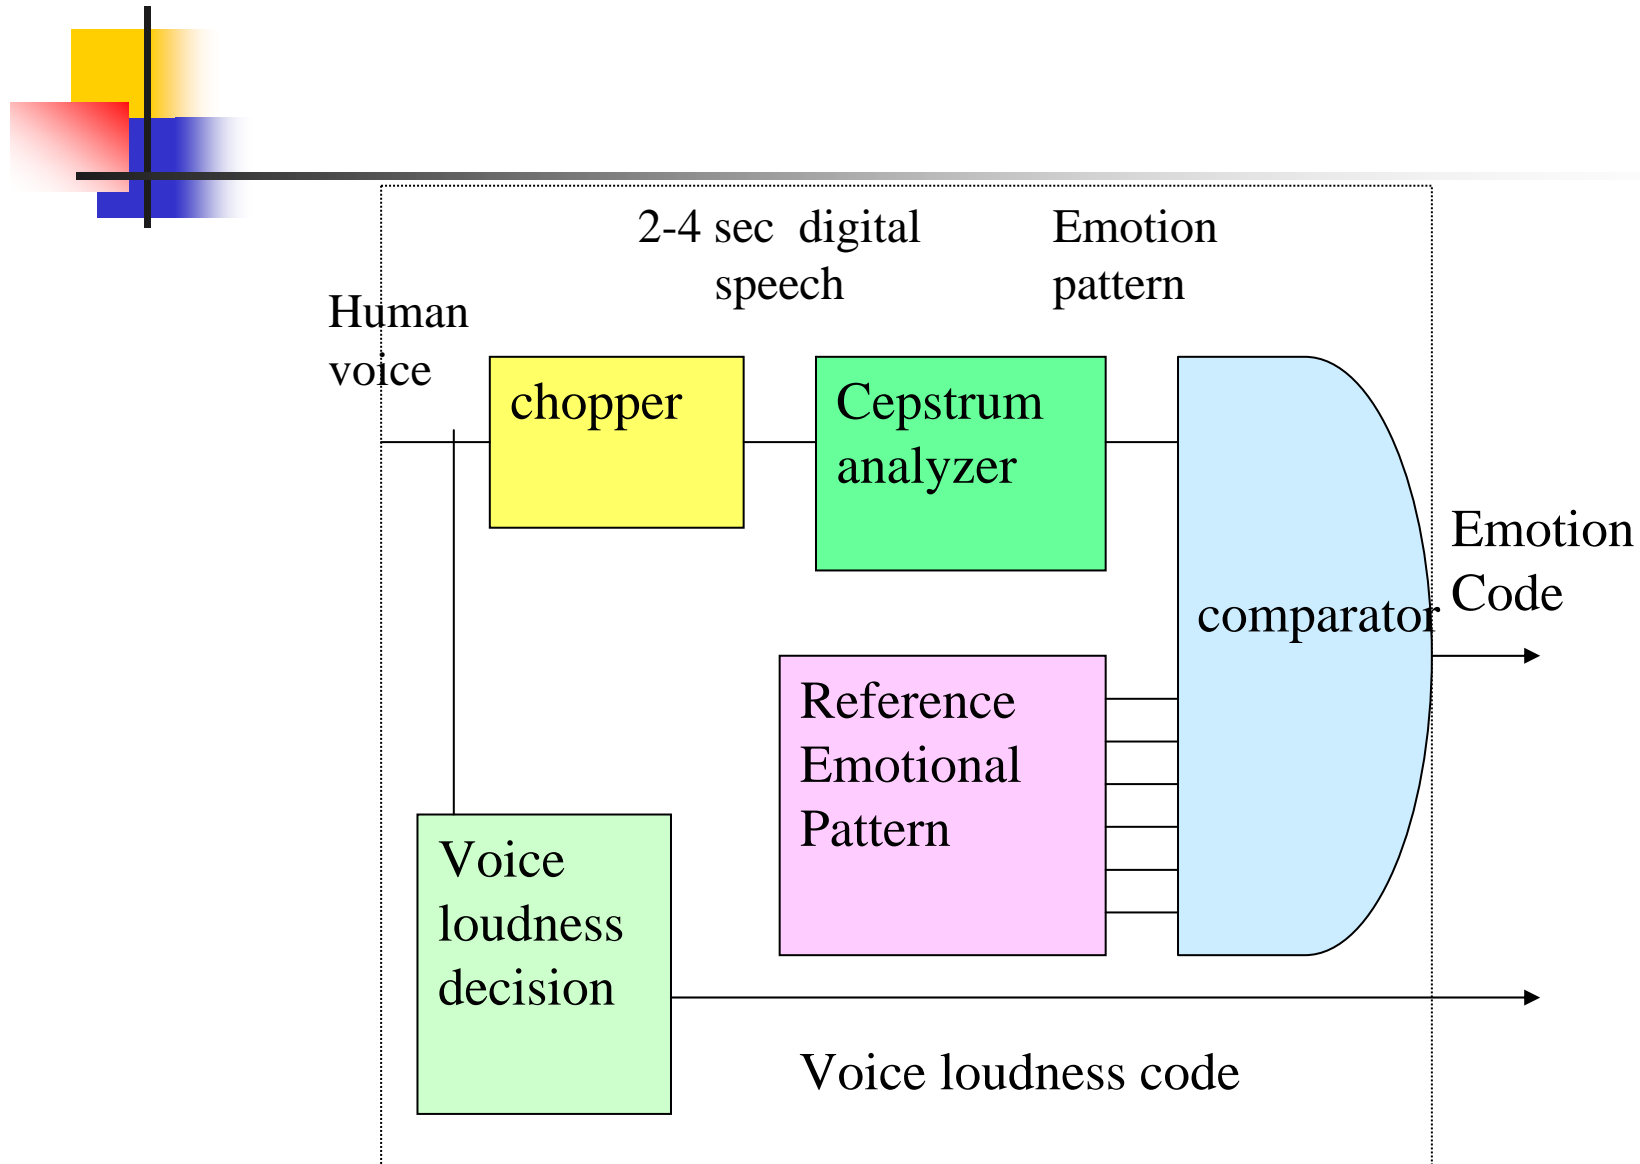 2-4 sec digital
speech
Emotion
pattern
Human
voice
chopper
Cepstrum
analyzer
comparator
Emotion
Code
Reference
Emotional
Pattern
Voice
loudness
decision
Voice loudness code